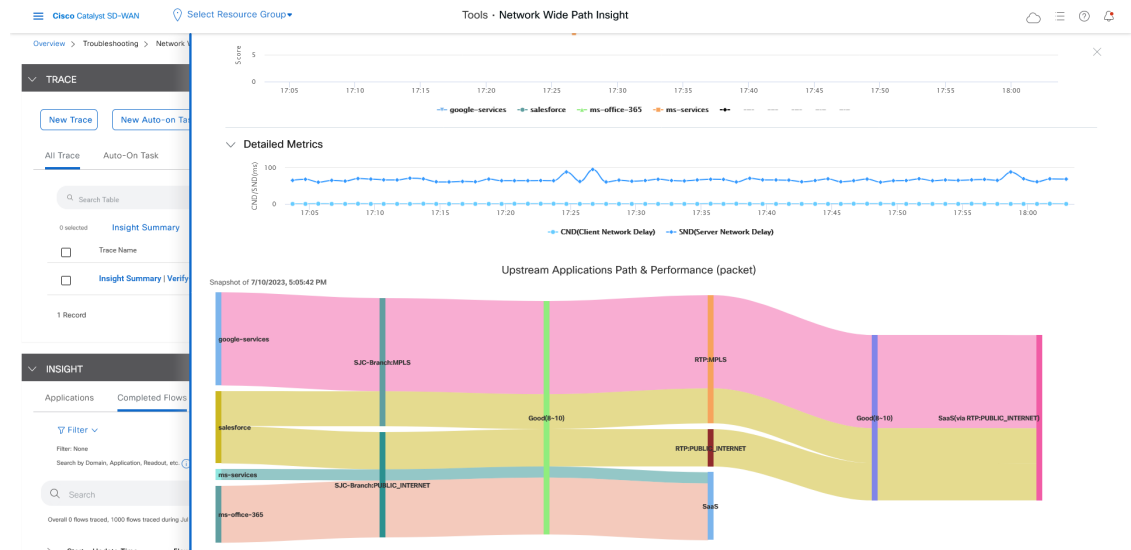 Cisco Catalyst SD-WAN
Select Resource Group▾
Tools · Network Wide Path Insight
Overview > Troubleshooting > Network
TRACE
New Trace
New Auto-on Tas
All Trace
Auto-On Task
Search Table
0 selected
Insight Summary
Trace Name
Insight Summary | Verify
1 Record
INSIGHT
Applications
Completed Flows
Filter
Filter: None
Search by Domain, Application, Readout, etc.
Search
Overall 0 flows traced, 1000 flows traced during Jul
Score
5
0
17:05 17:10 17:15 17:20 17:25 17:30 17:35 17:40 17:45 17:50 17:55 18:00
google-services salesforce ms-office-365 ms-services
Detailed Metrics
CND/SND(ms)
100
0
17:05 17:10 17:15 17:20 17:25 17:30 17:35 17:40 17:45 17:50 17:55 18:00
CND(Client Network Delay) SND(Server Network Delay)
Upstream Applications Path & Performance (packet)
Snapshot of 7/10/2023, 5:05:42 PM
google-services
SJC-Branch:MPLS
RTP:MPLS
salesforce
Good(8-10)
Good(8-10)
SaaS(via RTP:PUBLIC_INTERNET)
RTP:PUBLIC_INTERNET
ms-services
SJC-Branch:PUBLIC_INTERNET
SaaS
ms-office-365